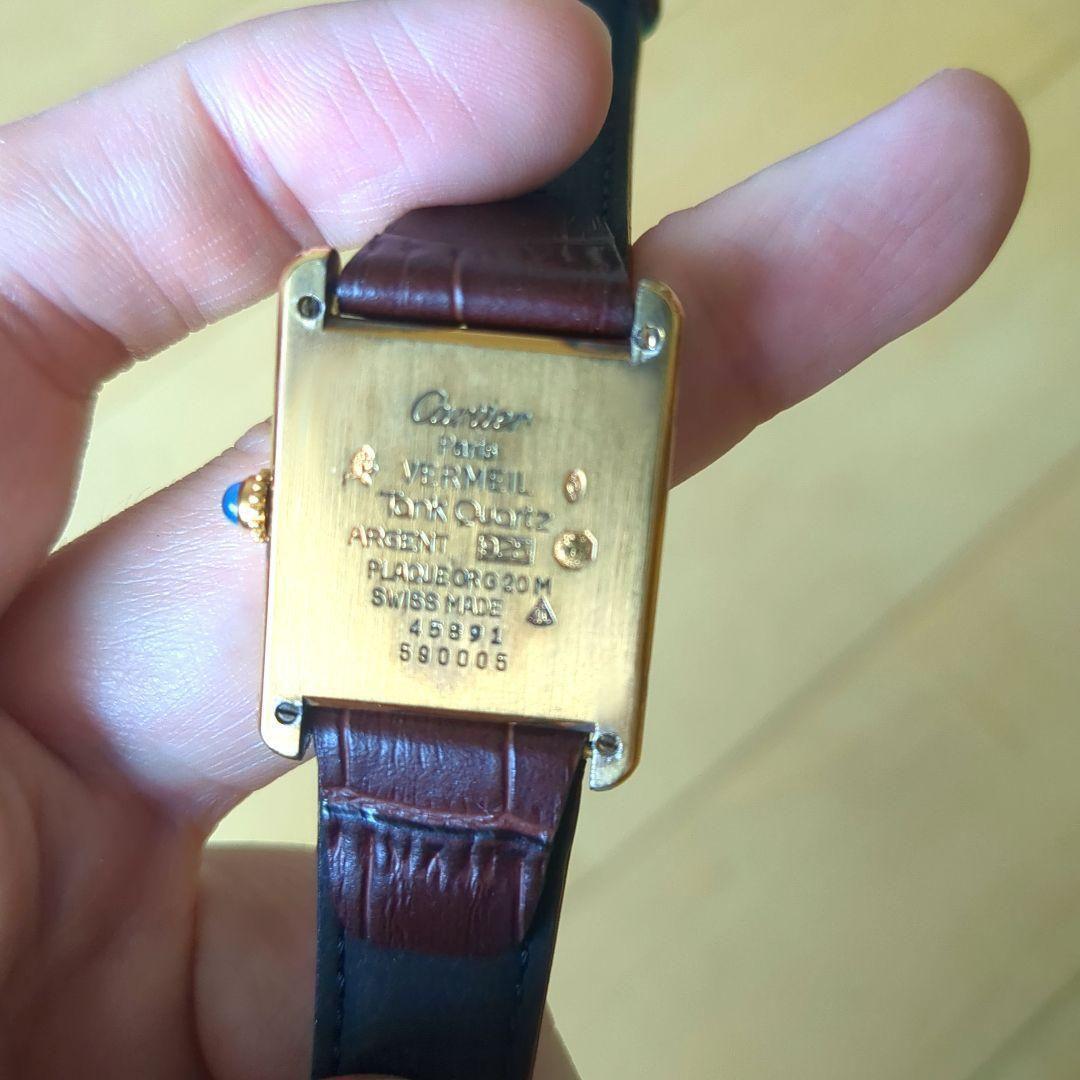 Cartier
Paris
VERMEIL
Tank Quartz
ARGENT 925
PLAQUE OR G 20 M
SWISS MADE
45891
590005